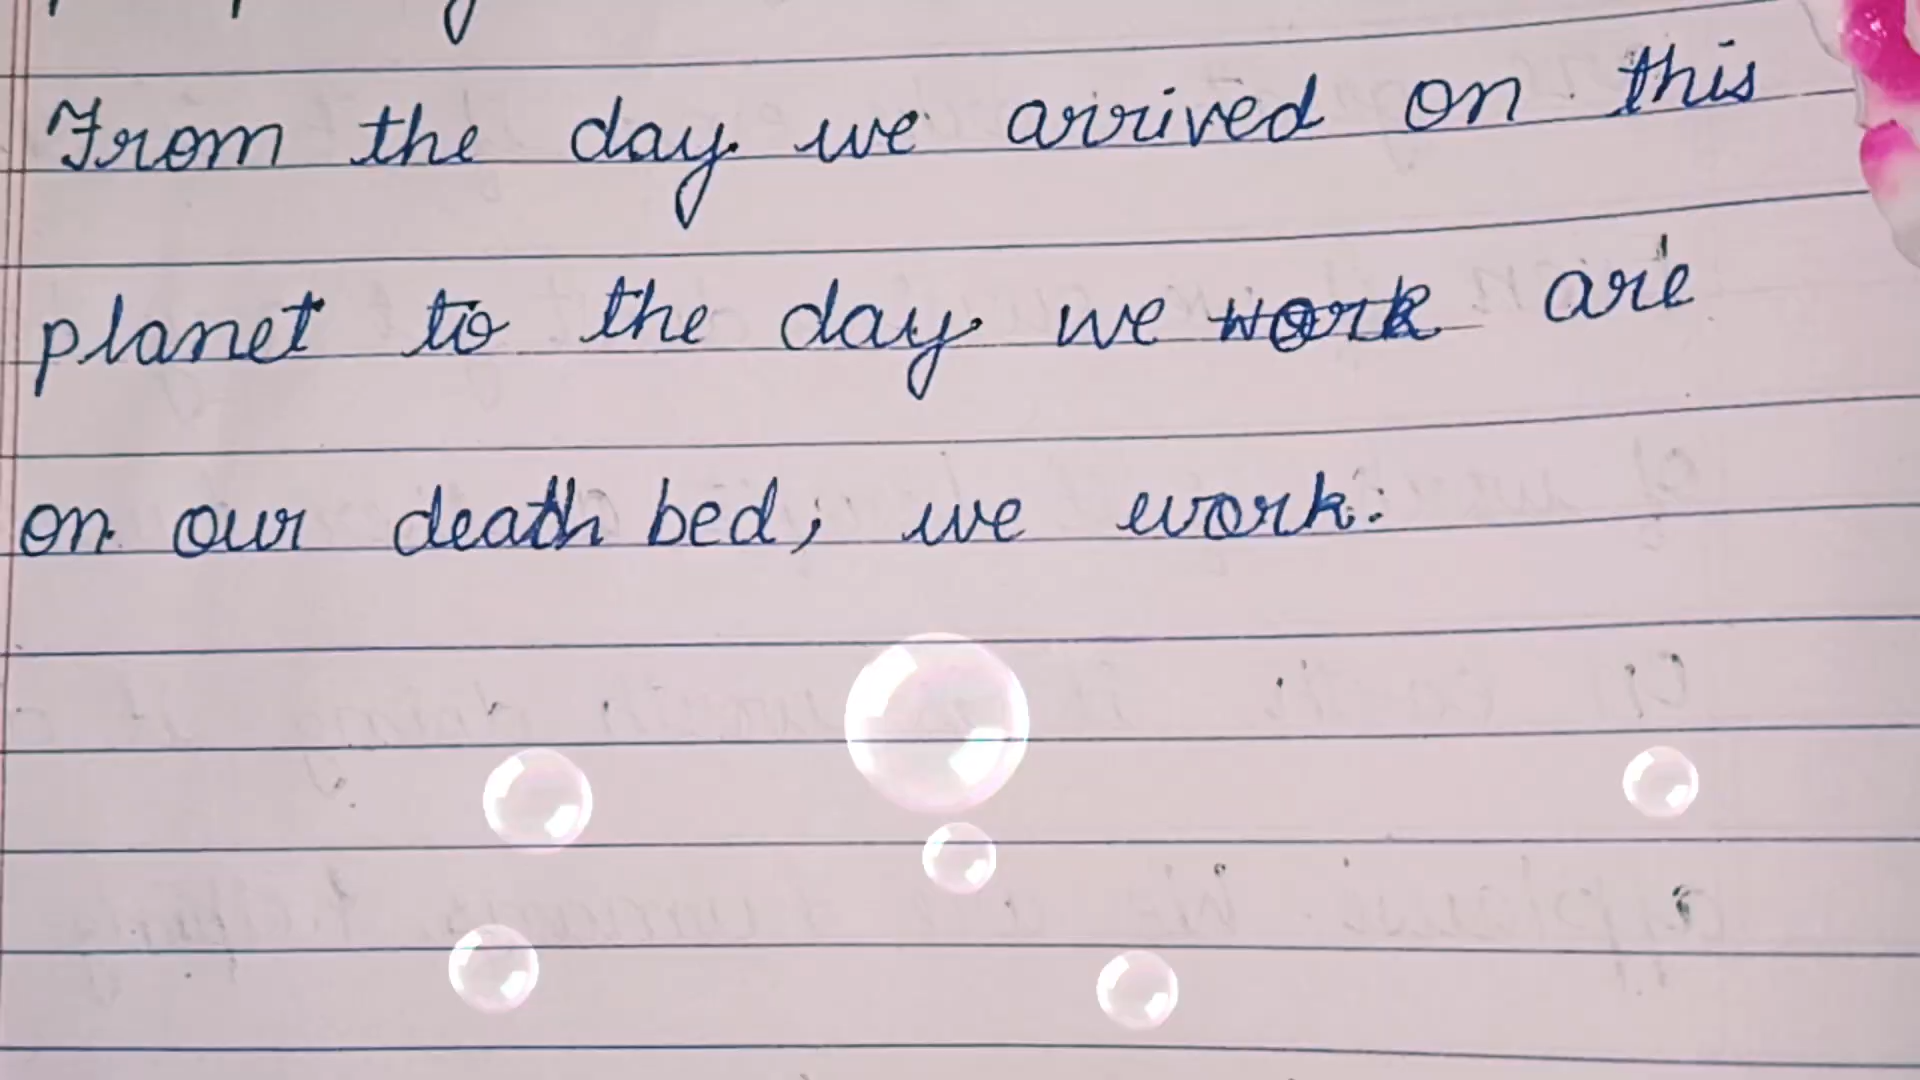 From the day we arrived on this
planet to the day we work are
on our death bed, we work.